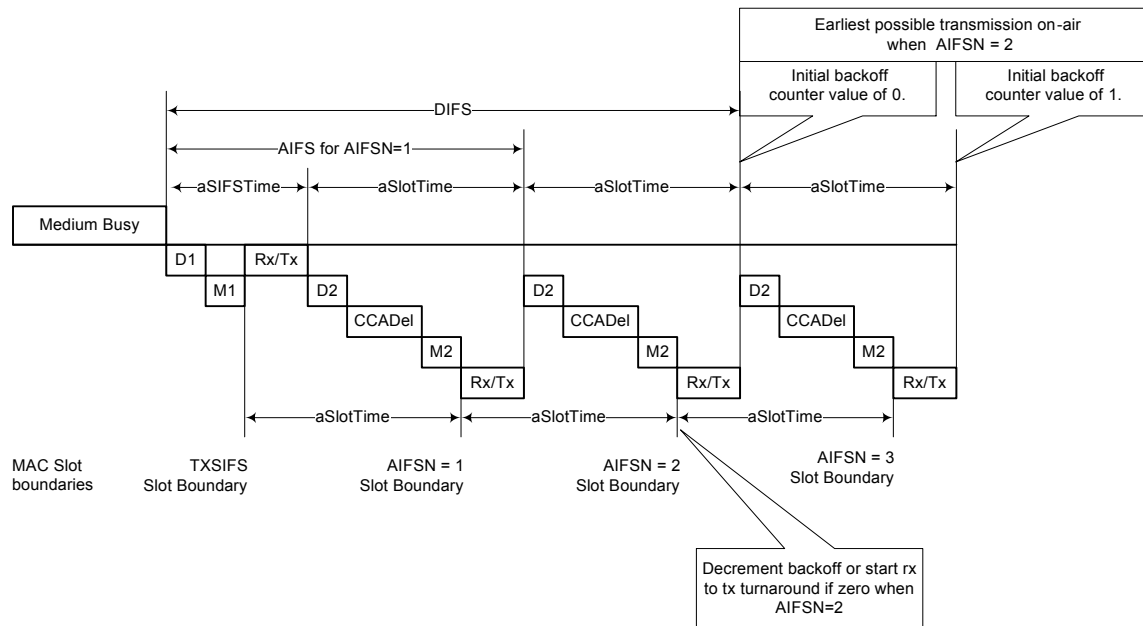 Earliest possible transmission on-air
when AIFSN = 2
Initial backoff
counter value of 0.
Initial backoff
counter value of 1.
DIFS
AIFS for AIFSN=1
aSIFSTime
aSlotTime
aSlotTime
aSlotTime
Medium Busy
D1
Rx/Tx
M1
D2
D2
D2
CCADel
CCADel
CCADel
M2
M2
M2
Rx/Tx
Rx/Tx
Rx/Tx
aSlotTime
aSlotTime
aSlotTime
MAC Slot
boundaries
TXSIFS
Slot Boundary
AIFSN = 1
Slot Boundary
AIFSN = 2
Slot Boundary
AIFSN = 3
Slot Boundary
Decrement backoff or start rx
to tx turnaround if zero when
AIFSN=2